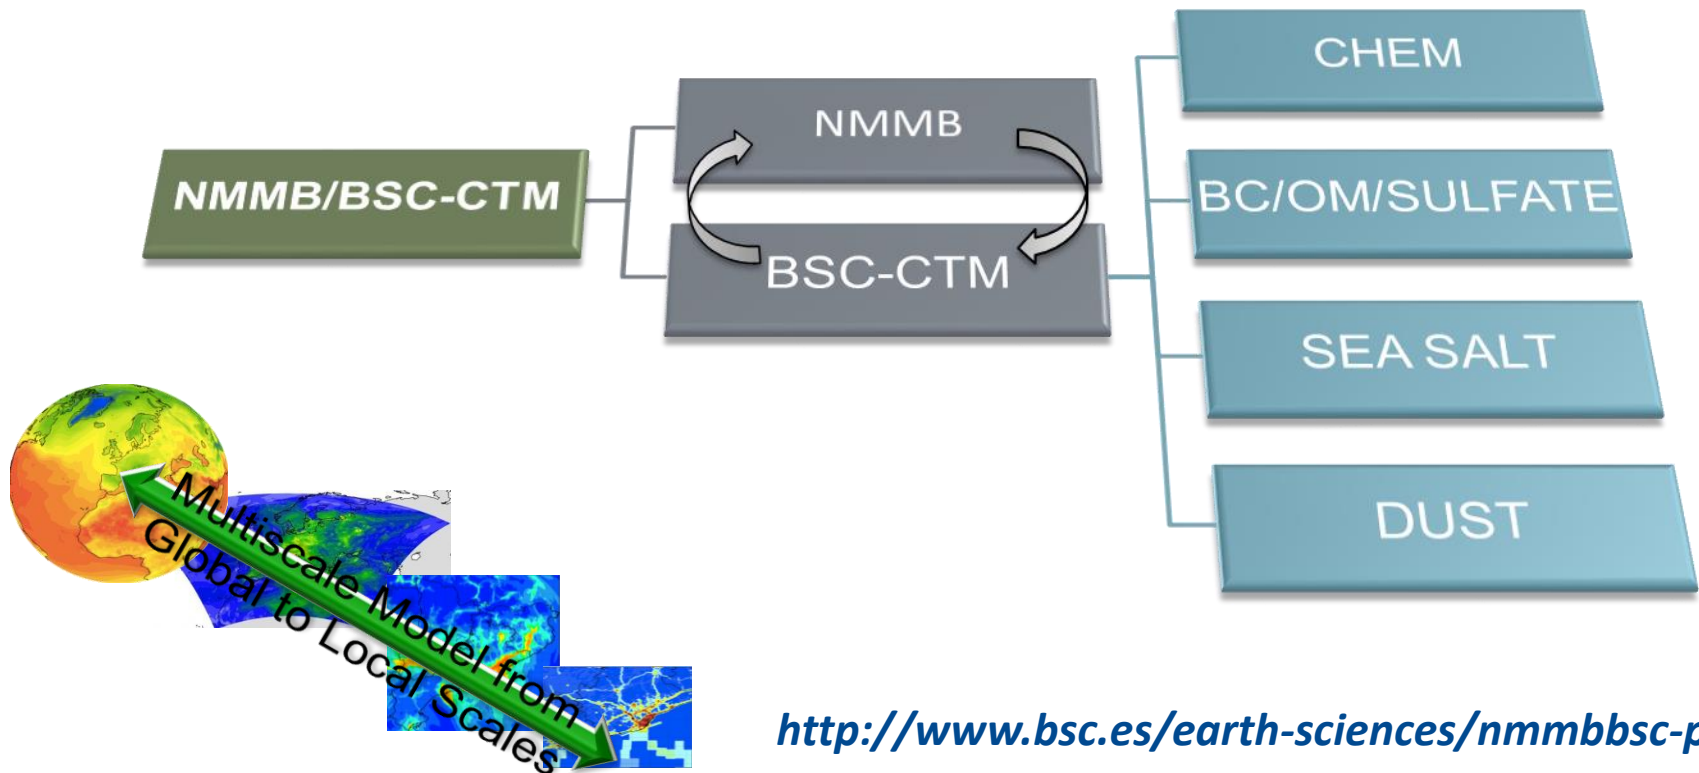 CHEM
NMMB
NMMB/BSC-CTM
BC/OM/SULFATE
BSC-CTM
SEA SALT
DUST
Multiscale Model from
Global to Local Scales
http://www.bsc.es/earth-sciences/nmmbbsc-p